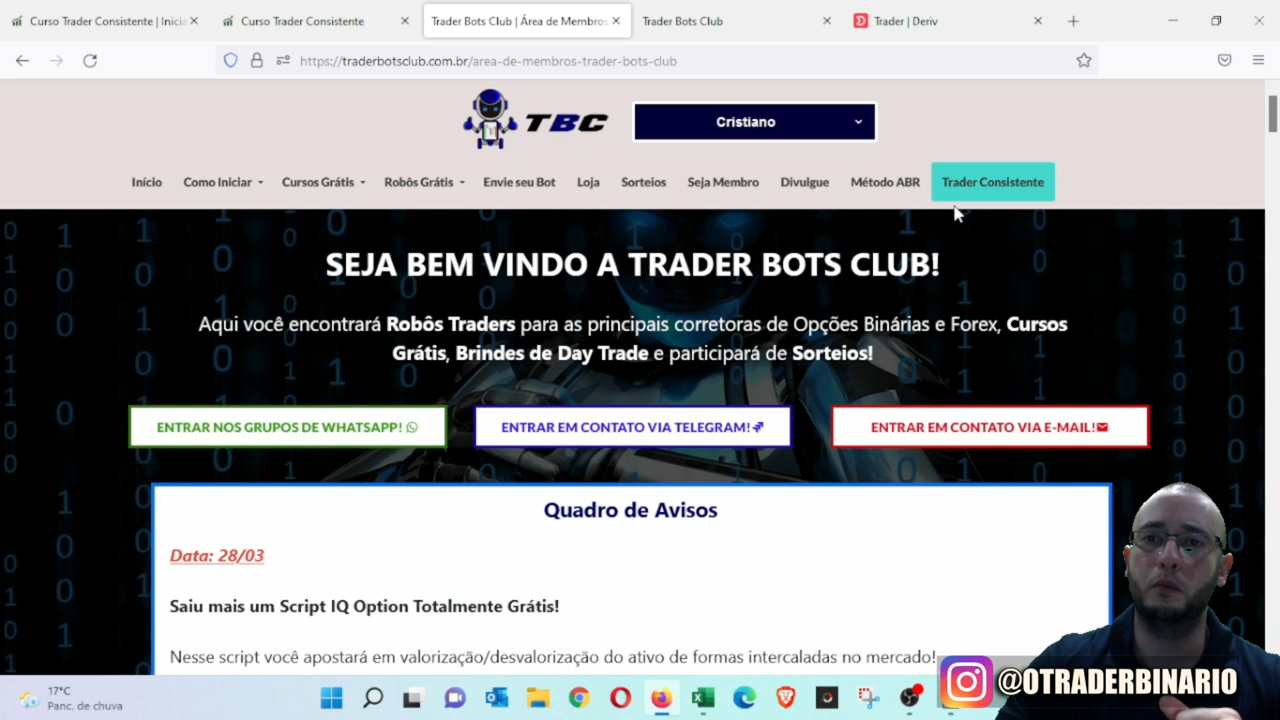 Curso Trader Consistente | Inicia
Curso Trader Consistente
Trader Bots Club | Área de Membros
Trader Bots Club
Trader | Deriv
https://traderbotsclub.com.br/area-de-membros-trader-bots-club
TBC
Cristiano
Início
Como Iniciar
Cursos Grátis
Robôs Grátis
Envie seu Bot
Loja
Sorteios
Seja Membro
Divulgue
Método ABR
Trader Consistente
SEJA BEM VINDO A TRADER BOTS CLUB!
Aqui você encontrará Robôs Traders para as principais corretoras de Opções Binárias e Forex, Cursos
Grátis, Brindes de Day Trade e participará de Sorteios!
ENTRAR NOS GRUPOS DE WHATSAPP!
ENTRAR EM CONTATO VIA TELEGRAM!
ENTRAR EM CONTATO VIA E-MAIL!
Quadro de Avisos
Data: 28/03
Saiu mais um Script IQ Option Totalmente Grátis!
Nesse script você apostará em valorização/desvalorização do ativo de formas intercaladas no mercado!
@OTRADERBINARIO
17°C
Panc. de chuva